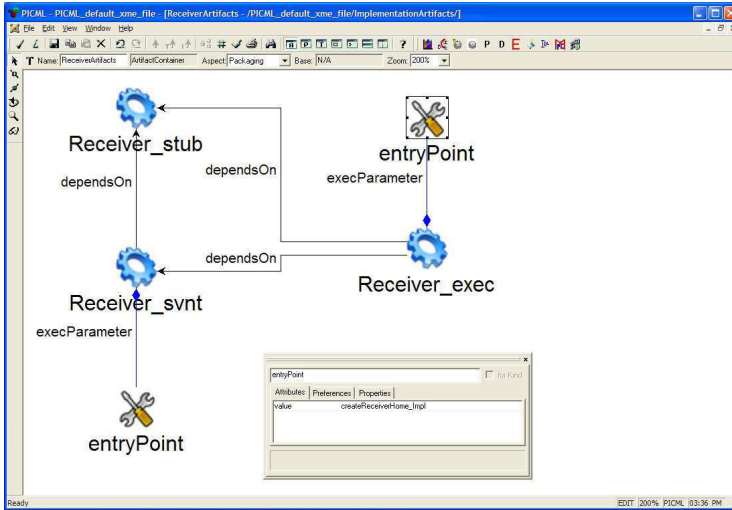 PICML - PICML_default_xme_file - [ReceiverArtifacts - /PICML_default_xme_file/ImplementationArtifacts/]
File Edit View Window Help
P D E
Name: ReceiverArtifacts ArtifactContainer Aspect: Packaging Base: N/A Zoom: 200%
Receiver_stub
entryPoint
dependsOn
dependsOn
execParameter
dependsOn
Receiver_svnt
Receiver_exec
execParameter
entryPoint
entryPoint for Kind
Attributes Preferences Properties
value createReceiverHome_Impl
Ready EDIT 200% PICML 03:36 PM